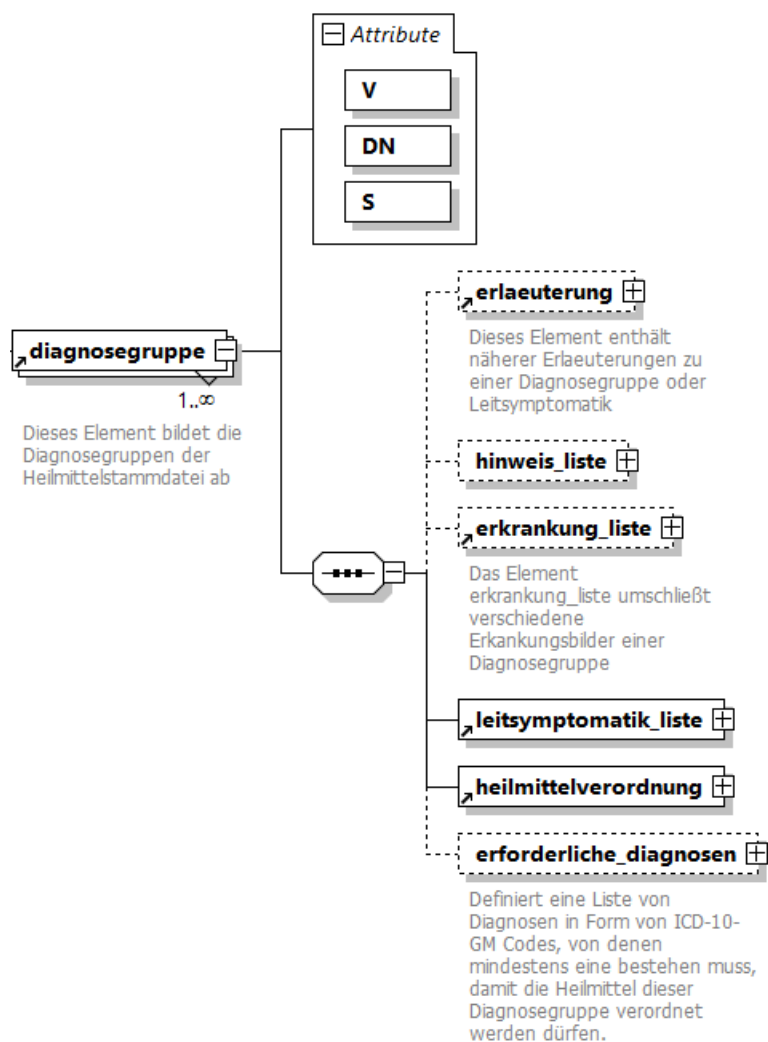 Attribute
V
DN
S
diagnosegruppe
1..∞
Dieses Element bildet die
Diagnosegruppen der
Heilmittelstammdatei ab
erlaeuterung
Dieses Element enthält
näherer Erlaeuterungen zu
einer Diagnosegruppe oder
Leitsymptomatik
hinweis_liste
erkrankung_liste
Das Element
erkrankung_liste umschließt
verschiedene
Erkankungsbilder einer
Diagnosegruppe
leitsymptomatik_liste
heilmittelverordnung
erforderliche_diagnosen
Definiert eine Liste von
Diagnosen in Form von ICD-10-
GM Codes, von denen
mindestens eine bestehen muss,
damit die Heilmittel dieser
Diagnosegruppe verordnet
werden dürfen.